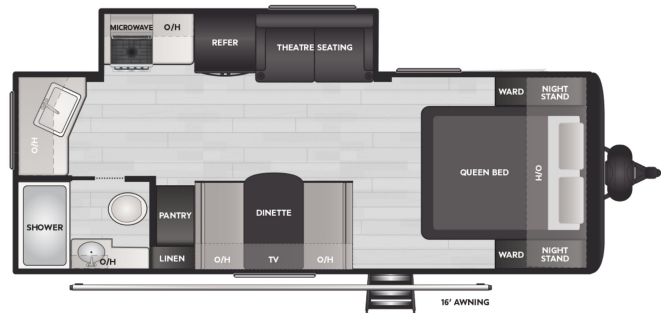 MICROWAVE
O/H
REFER
THEATRE SEATING
WARD
NIGHT
STAND
O/H
QUEEN BED
O/H
SHOWER
PANTRY
DINETTE
O/H
LINEN
O/H
TV
O/H
WARD
NIGHT
STAND
16' AWNING